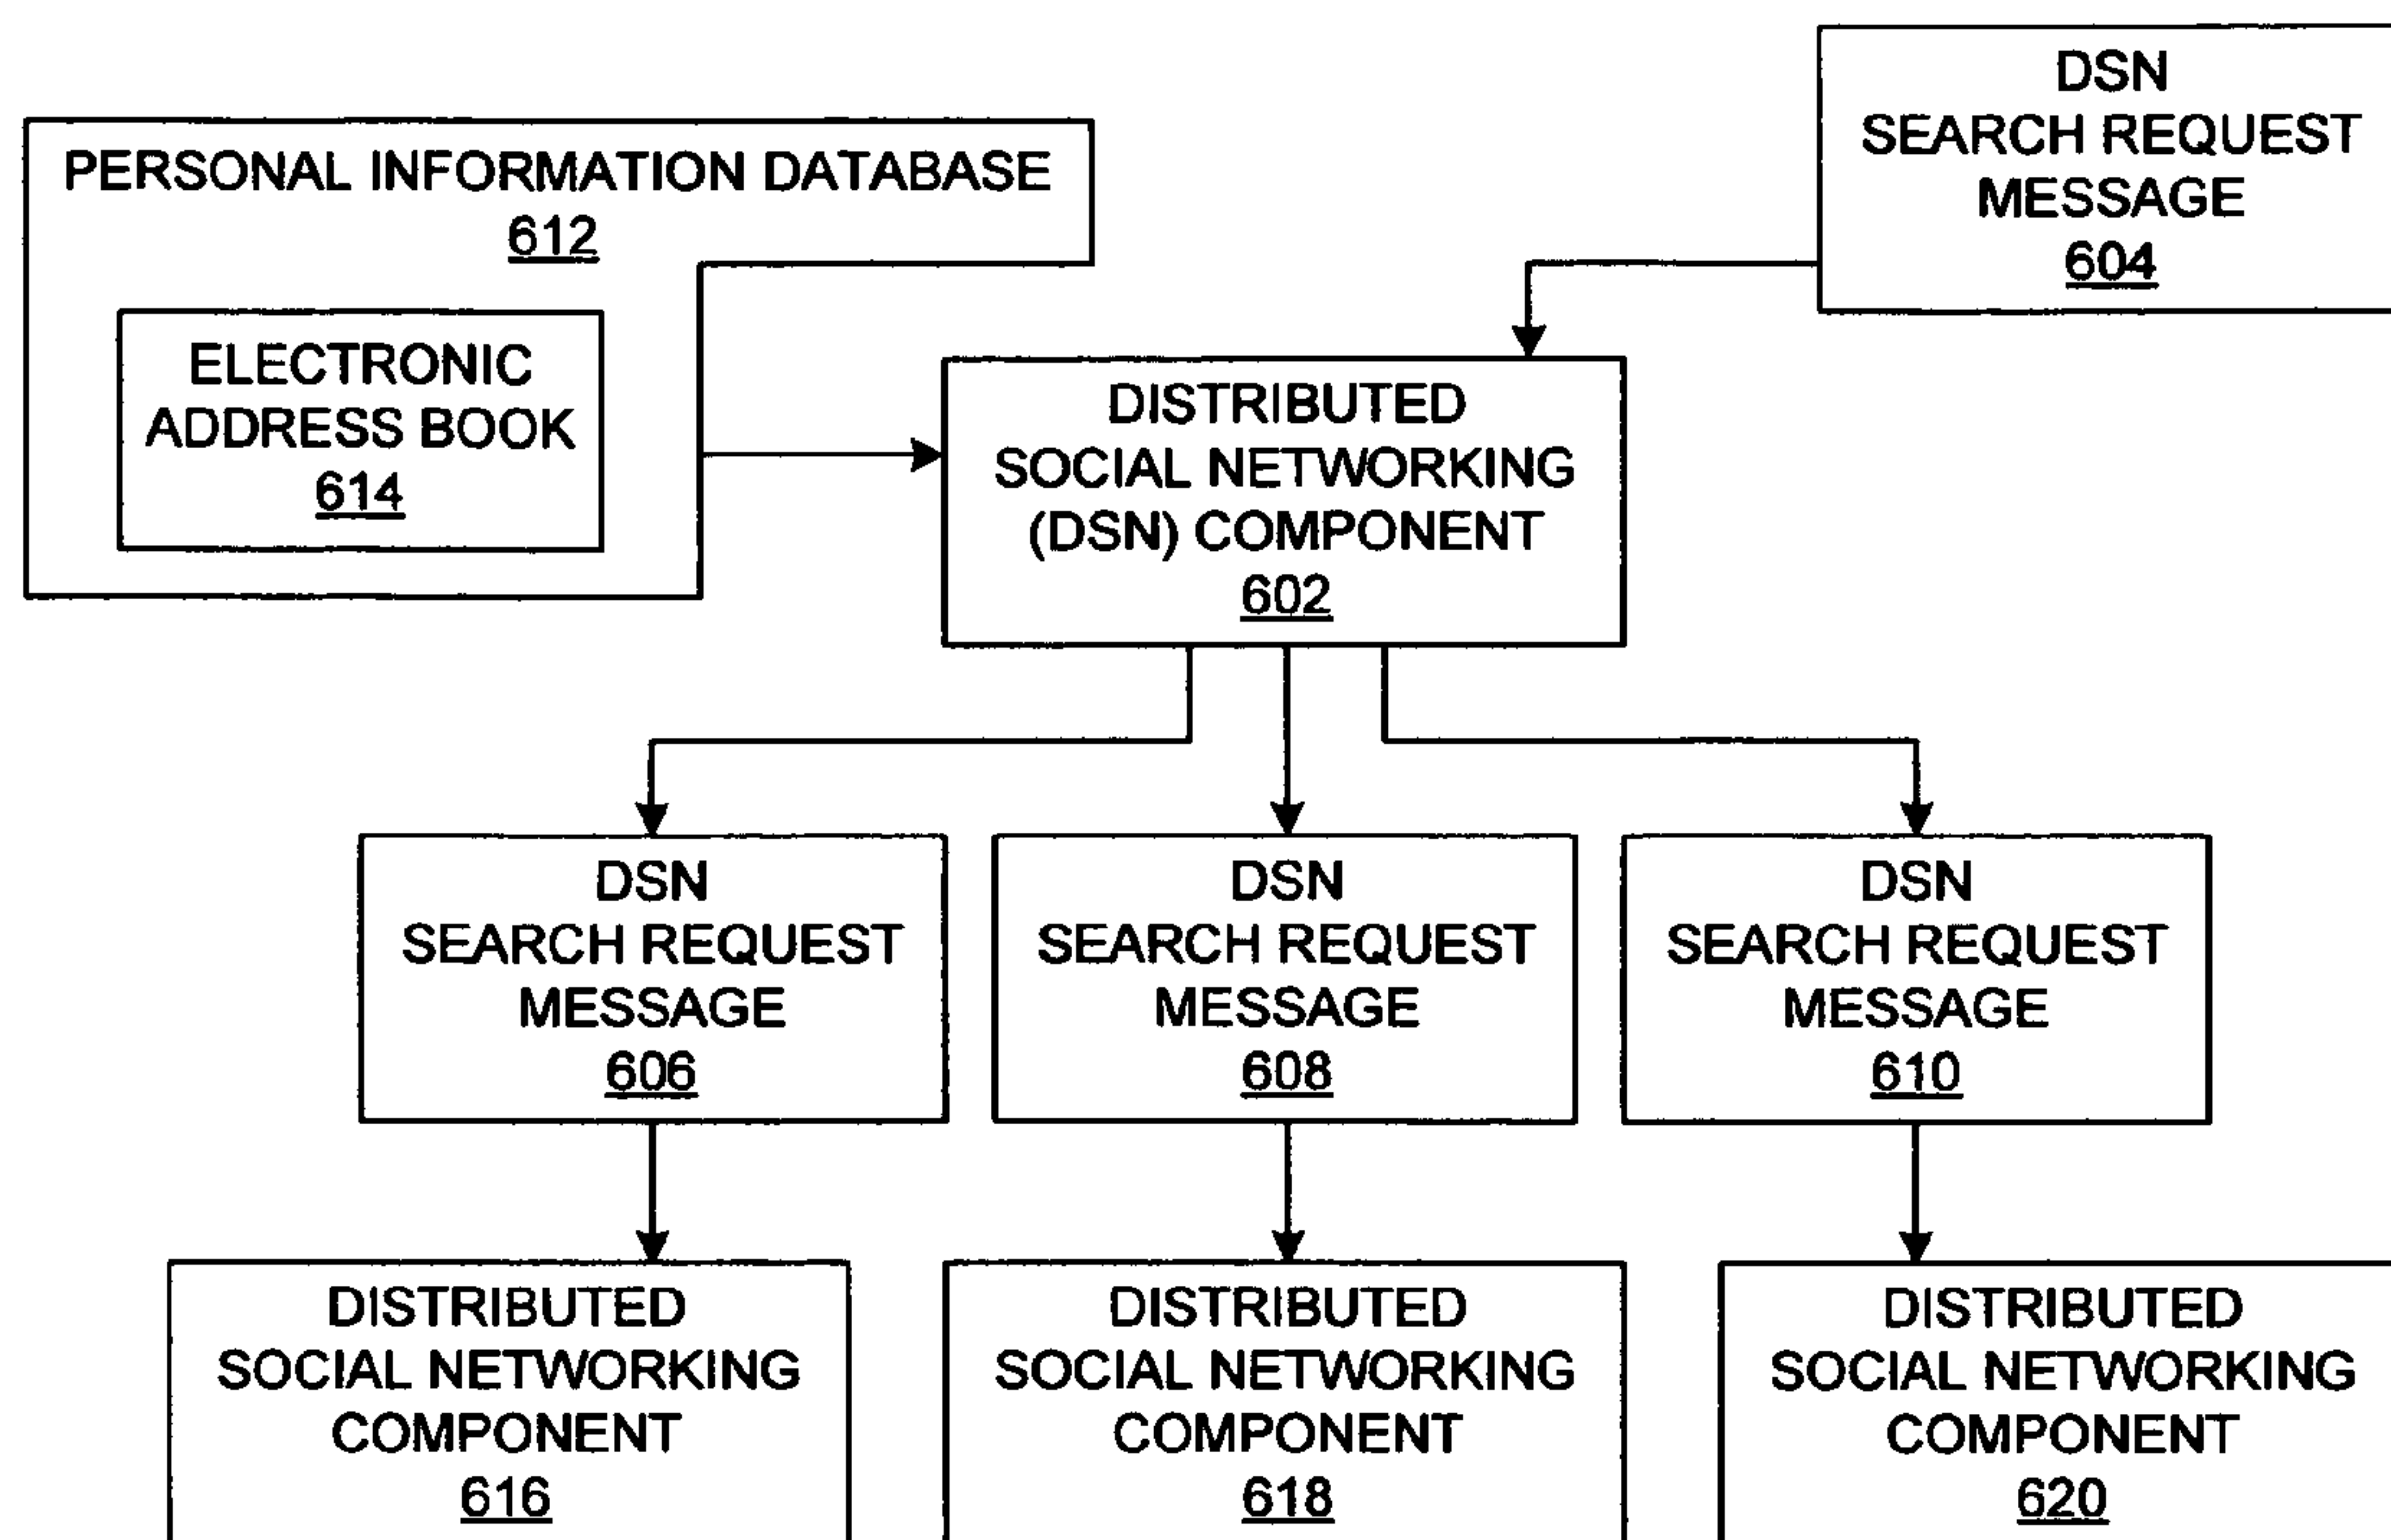 DSN
SEARCH REQUEST
MESSAGE
604
PERSONAL INFORMATION DATABASE
612
ELECTRONIC
ADDRESS BOOK
614
DISTRIBUTED
SOCIAL NETWORKING
(DSN) COMPONENT
602
DSN
SEARCH REQUEST
MESSAGE
606
DSN
SEARCH REQUEST
MESSAGE
608
DSN
SEARCH REQUEST
MESSAGE
610
DISTRIBUTED
SOCIAL NETWORKING
COMPONENT
616
DISTRIBUTED
SOCIAL NETWORKING
COMPONENT
618
DISTRIBUTED
SOCIAL NETWORKING
COMPONENT
620